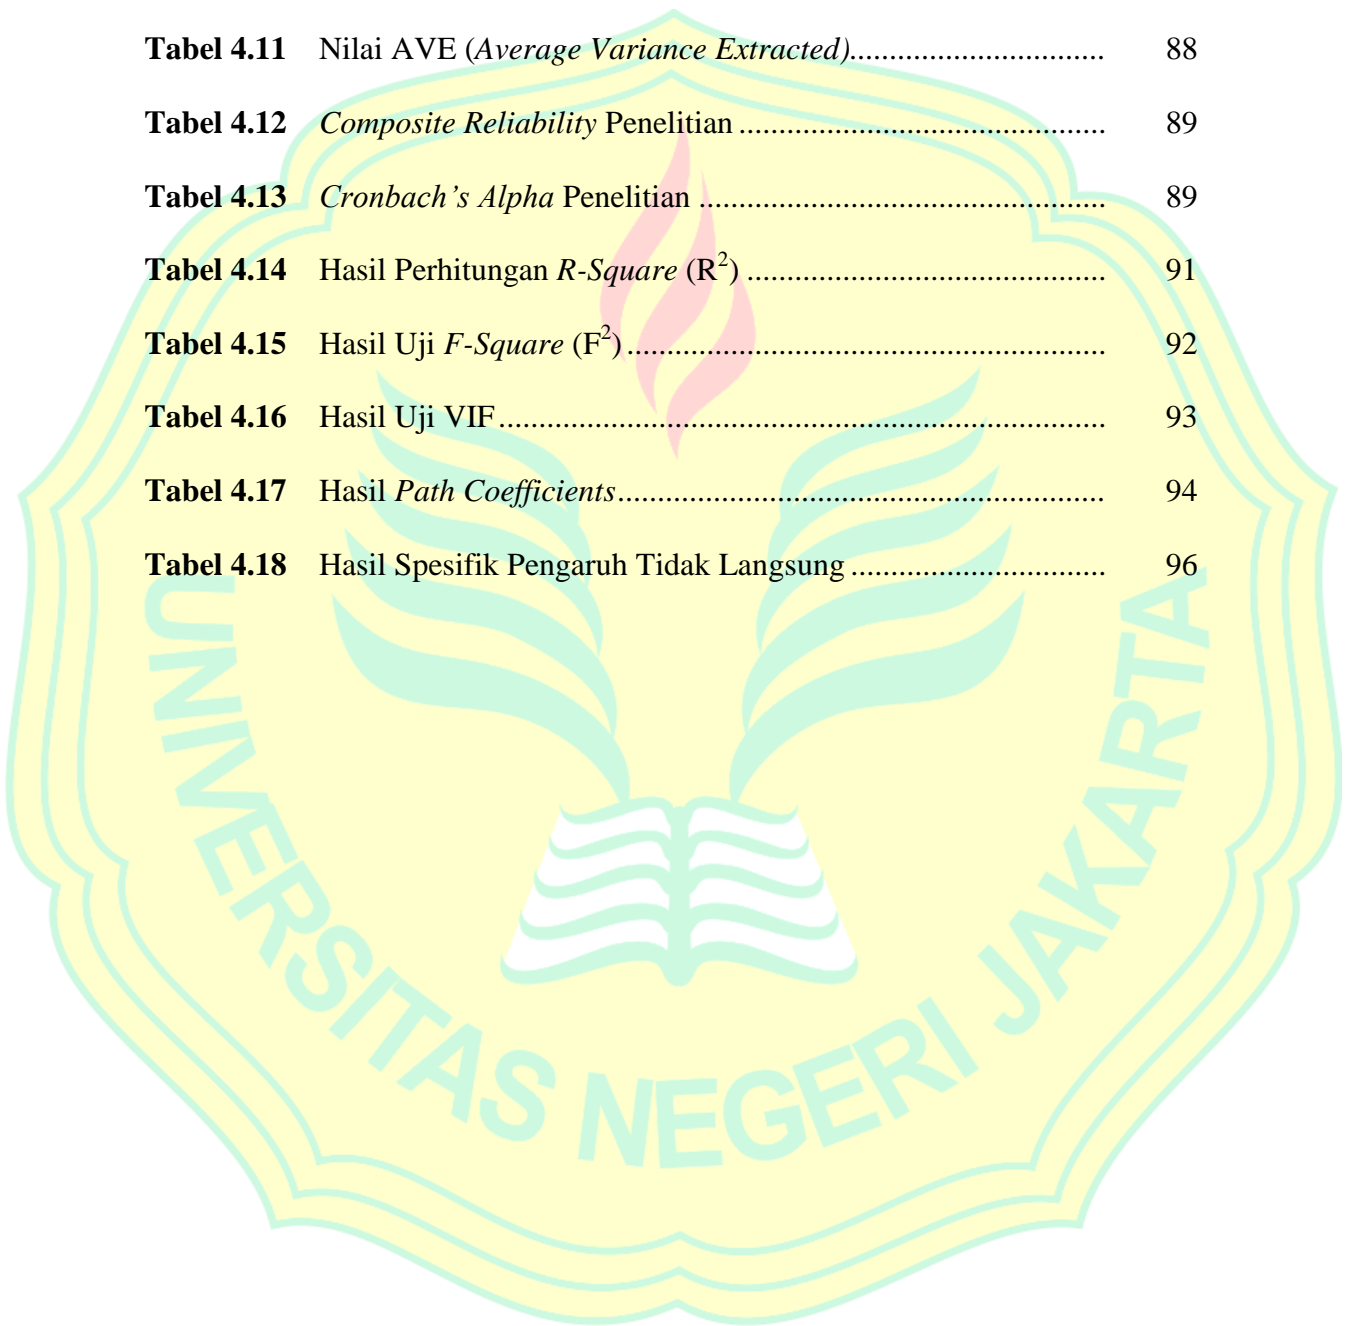 Tabel 4.11 Nilai AVE (Average Variance Extracted)................................ 88
Tabel 4.12 Composite Reliability Penelitian ............................................... 89
Tabel 4.13 Cronbach's Alpha Penelitian .................................................... 89
Tabel 4.14 Hasil Perhitungan R-Square (R²) .............................................. 91
Tabel 4.15 Hasil Uji F-Square (F²) ............................................................. 92
Tabel 4.16 Hasil Uji VIF............................................................................. 93
Tabel 4.17 Hasil Path Coefficients.............................................................. 94
Tabel 4.18 Hasil Spesifik Pengaruh Tidak Langsung ................................ 96
UNIVERSITAS NEGERI JAKARTA